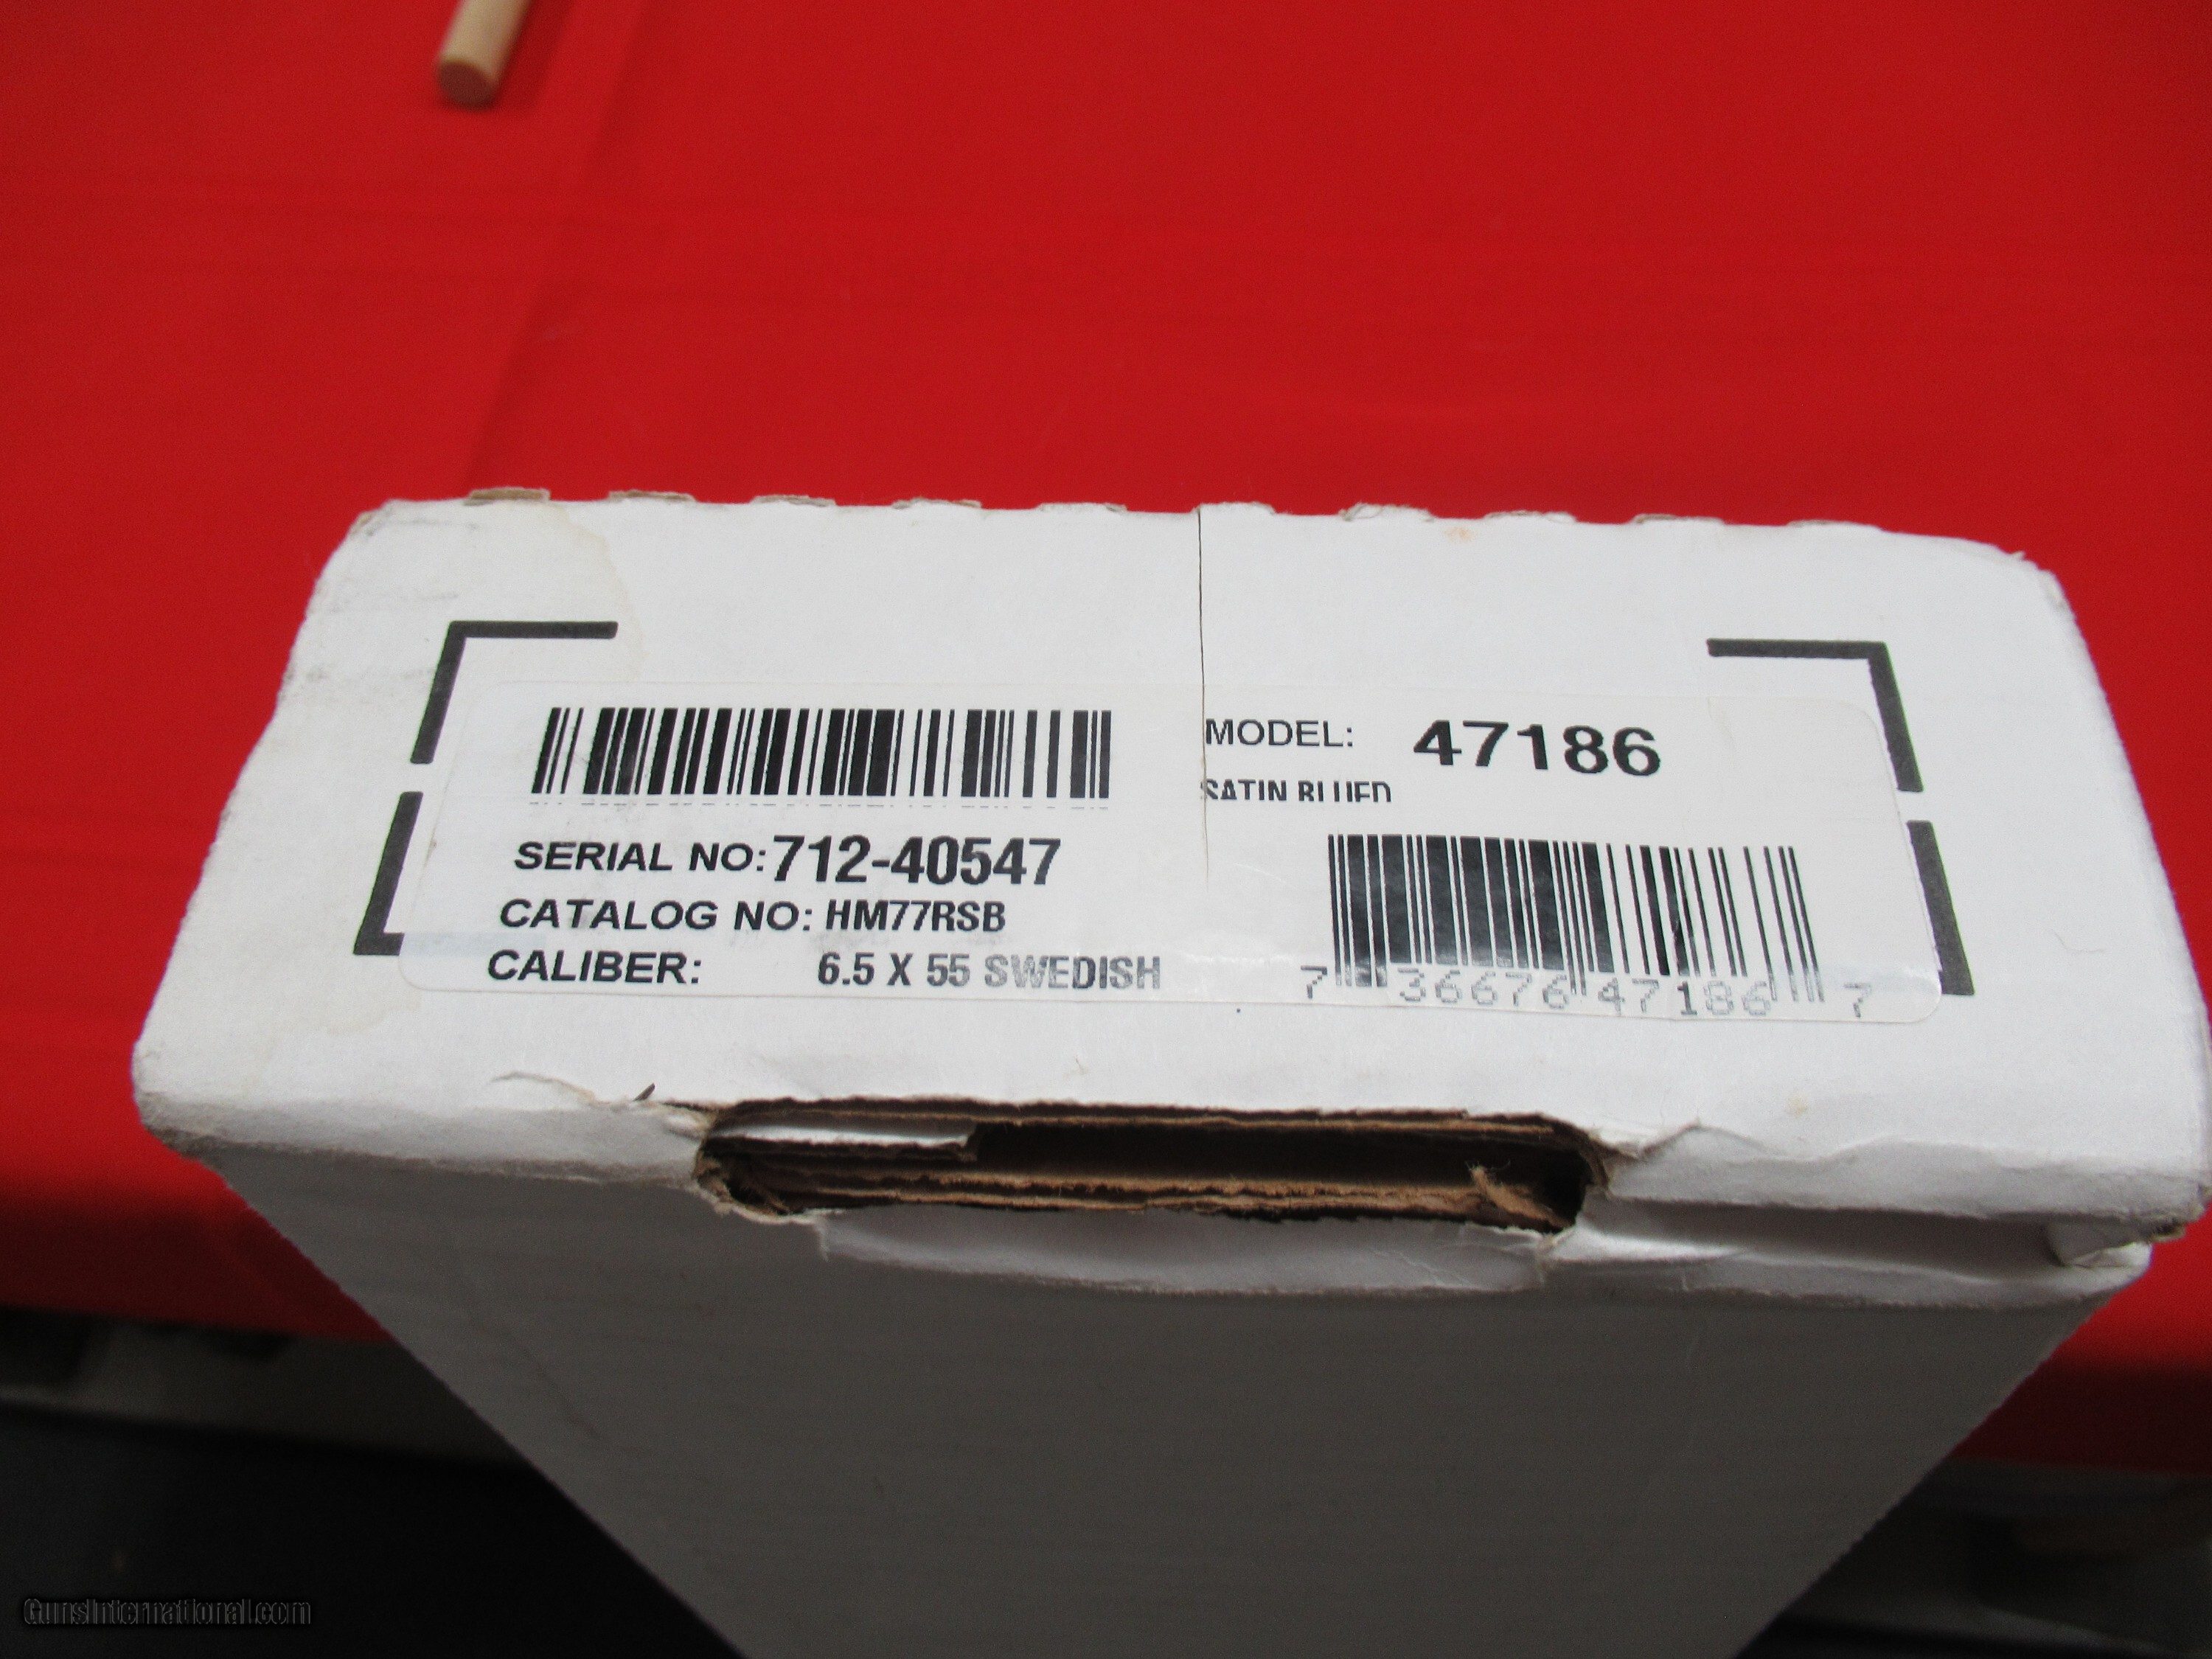 MODEL: 47186
SATIN BLUED
SERIAL NO: 712-40547
CATALOG NO: HM77RSB
CALIBER: 6.5 X 55 SWEDISH
7 36676 47186 7
GunsInternational.com